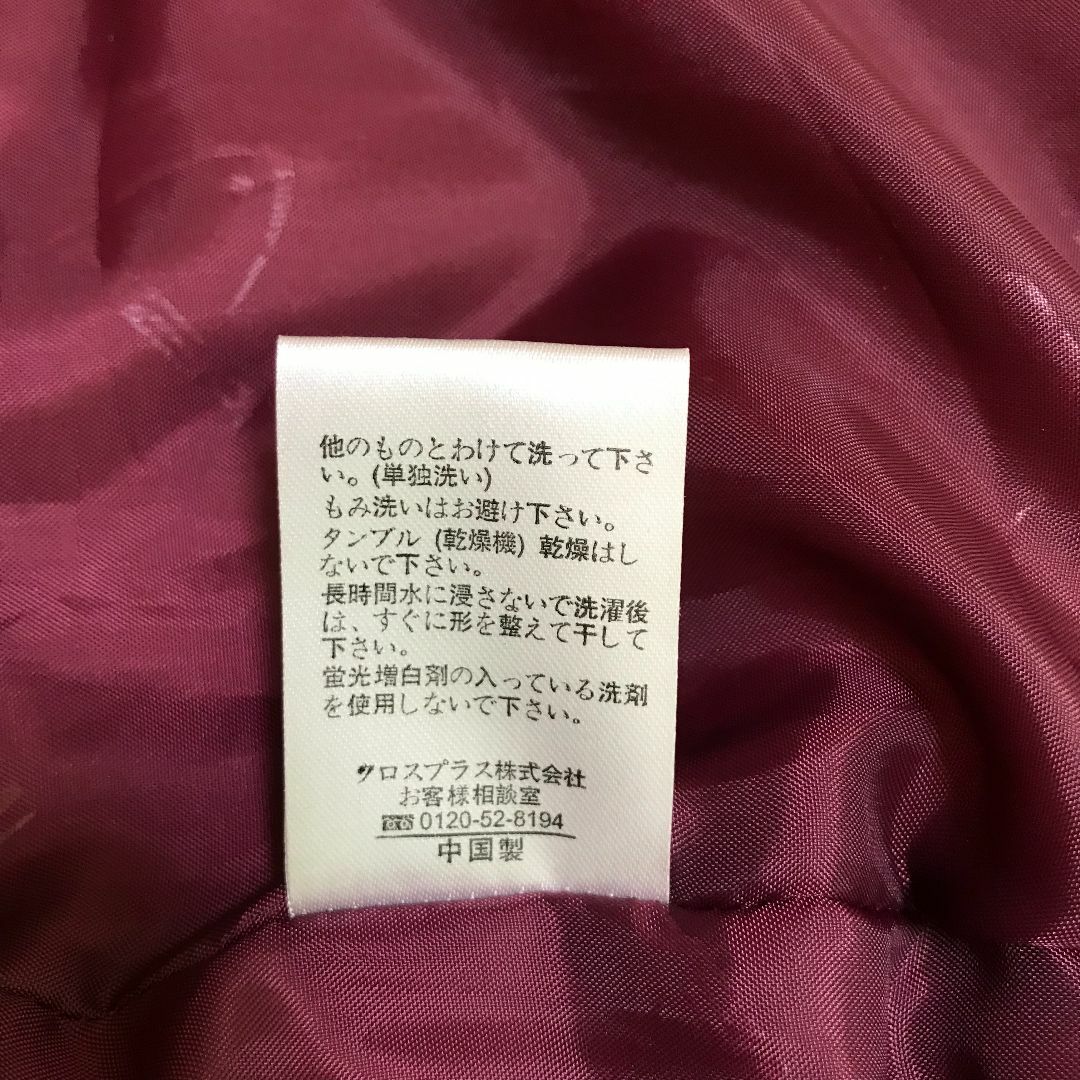 他のものとわけて洗って下さ
い。(単独洗い)
もみ洗いはお避け下さい。
タンブル (乾燥機) 乾燥はし
ないで下さい。
長時間水に浸さないで洗濯後
は、すぐに形を整えて干して
下さい。
蛍光増白剤の入っている洗剤
を使用しないで下さい。
クロスプラス株式会社
お客様相談室
0120-52-8194
中国製